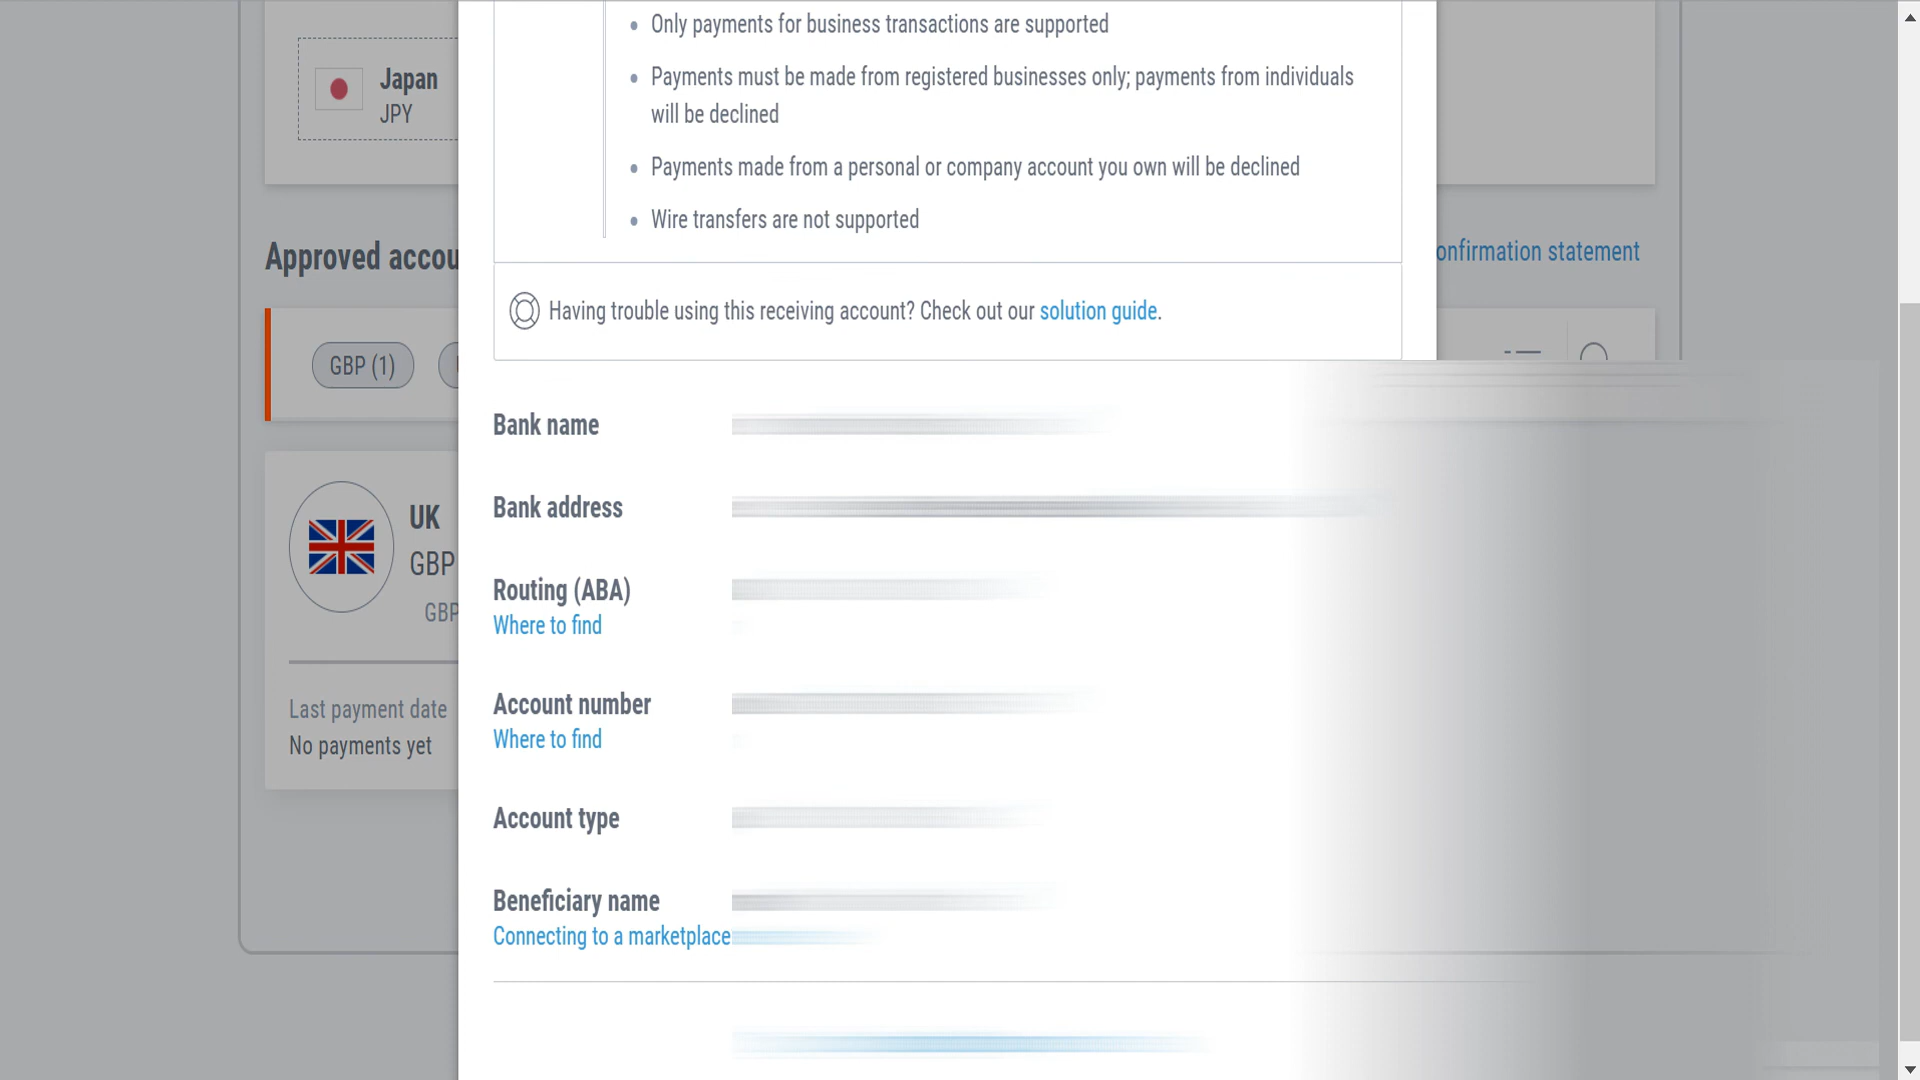 Only payments for business transactions are supported
Payments must be made from registered businesses only; payments from individuals
will be declined
Payments made from a personal or company account you own will be declined
Wire transfers are not supported
Having trouble using this receiving account? Check out our solution guide.
Japan
JPY
Approved accou
onfirmation statement
GBP (1)
UK
GBP
GBP
Last payment date
No payments yet
Bank name
Bank address
Routing (ABA)
Where to find
Account number
Where to find
Account type
Beneficiary name
Connecting to a marketplace